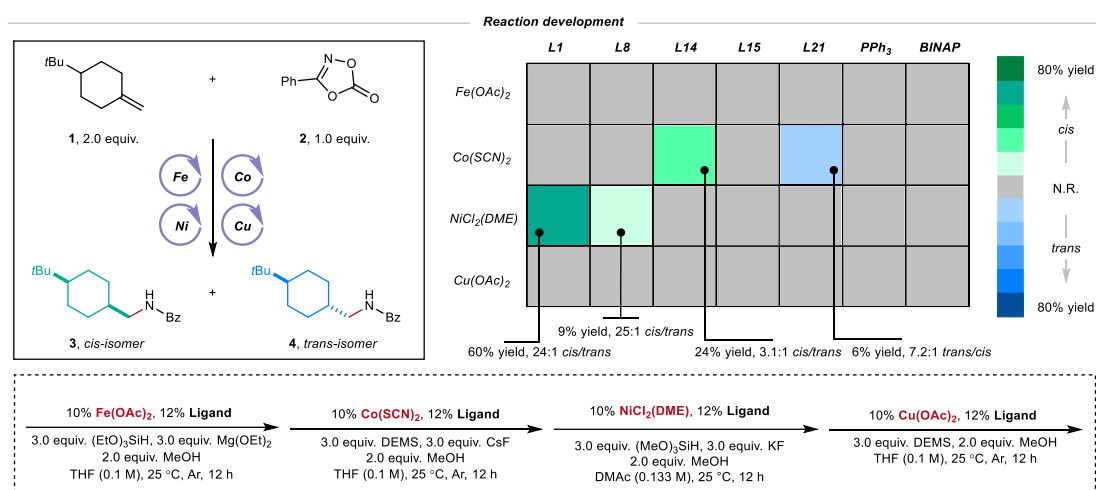 Reaction development
tBu
+
Ph
N
O
O
O
1, 2.0 equiv.
2, 1.0 equiv.
Fe
Co
Ni
Cu
tBu
H
N
Bz
+
tBu
H
N
Bz
3, cis-isomer
4, trans-isomer
L1 L8 L14 L15 L21 PPh3 BINAP
Fe(OAc)2
Co(SCN)2
NiCl2(DME)
Cu(OAc)2
60% yield, 24:1 cis/trans
9% yield, 25:1 cis/trans
24% yield, 3.1:1 cis/trans
6% yield, 7.2:1 trans/cis
80% yield
cis
N.R.
trans
80% yield
10% Fe(OAc)2, 12% Ligand
3.0 equiv. (EtO)3SiH, 3.0 equiv. Mg(OEt)2
2.0 equiv. MeOH
THF (0.1 M), 25 °C, Ar, 12 h
10% Co(SCN)2, 12% Ligand
3.0 equiv. DEMS, 3.0 equiv. CsF
2.0 equiv. MeOH
THF (0.1 M), 25 °C, Ar, 12 h
10% NiCl2(DME), 12% Ligand
3.0 equiv. (MeO)3SiH, 3.0 equiv. KF
2.0 equiv. MeOH
DMAc (0.133 M), 25 °C, 12 h
10% Cu(OAc)2, 12% Ligand
3.0 equiv. DEMS, 2.0 equiv. MeOH
THF (0.1 M), 25 °C, Ar, 12 h